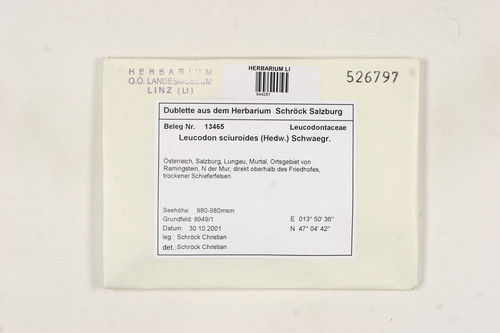 HERBARIUM
O.Ö. LANDESMUSEUM
LINZ (LI)
HERBARIUM LI
944281
526797
Dublette aus dem Herbarium Schröck Salzburg
Beleg Nr. 13465 Leucodontaceae
Leucodon sciuroides (Hedw.) Schwaegr.
Österreich, Salzburg, Lungau, Murtal, Ortsgebiet von
Ramingstein, N der Mur, direkt oberhalb des Friedhofes,
trockener Schieferfelsen.
Seehöhe: 980-980msm
Grundfeld 8949/1 E 013° 50' 36"
Datum: 30.10.2001 N 47° 04' 42"
leg.: Schröck Christian
det.: Schröck Christian